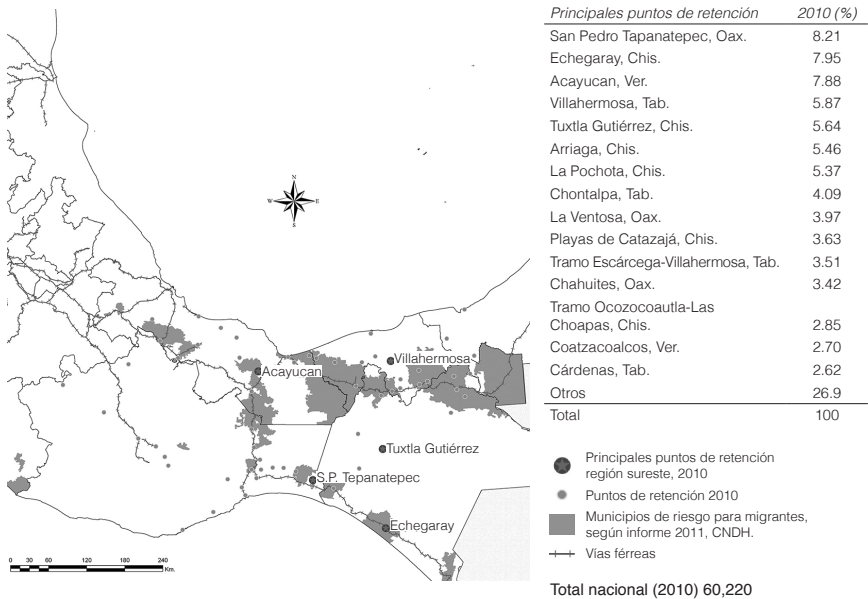 Principales puntos de retención 2010 (%)
San Pedro Tapanatepec, Oax. 8.21
Echegaray, Chis. 7.95
Acayucan, Ver. 7.88
Villahermosa, Tab. 5.87
Tuxtla Gutiérrez, Chis. 5.64
Arriaga, Chis. 5.46
La Pochota, Chis. 5.37
Chontalpa, Tab. 4.09
La Ventosa, Oax. 3.97
Playas de Catazajá, Chis. 3.63
Tramo Escárcega-Villahermosa, Tab. 3.51
Chahuites, Oax. 3.42
Tramo Ocozocoautla-Las
Choapas, Chis. 2.85
Coatzacoalcos, Ver. 2.70
Cárdenas, Tab. 2.62
Otros 26.9
Total 100
N
W E
S
Villahermosa
Acayucan
Tuxtla Gutiérrez
S.P. Tepanatepec
Echegaray
0 30 60 120 180 240
Km.
Principales puntos de retención
región sureste, 2010
Puntos de retención 2010
Municipios de riesgo para migrantes,
según informe 2011, CNDH.
Vías férreas
Total nacional (2010) 60,220